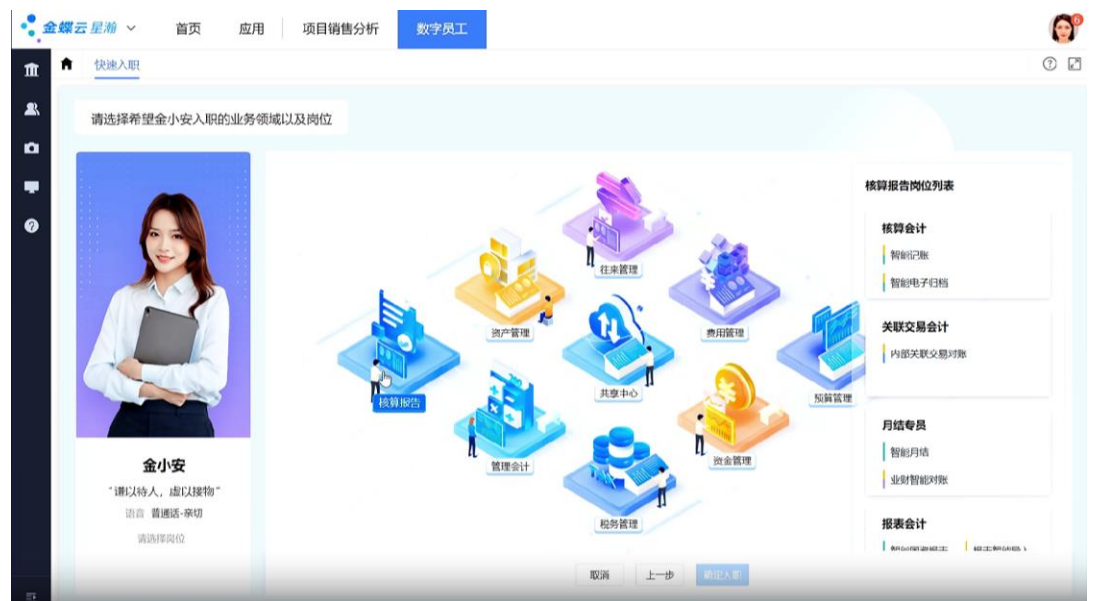 金蝶云 星瀚
首页
应用
项目销售分析
数字员工
6
快速入职
请选择希望金小安入职的业务领域以及岗位
金小安
“谦以待人，虚以接物”
语言 普通话-亲切
请选择岗位
往来管理
资产管理
费用管理
核算报告
共享中心
预算管理
管理会计
资金管理
税务管理
核算报告岗位列表
核算会计
智能记账
智能电子归档
关联交易会计
内部关联交易对账
月结专员
智能月结
业财智能对账
报表会计
取消
上一步
确定入职